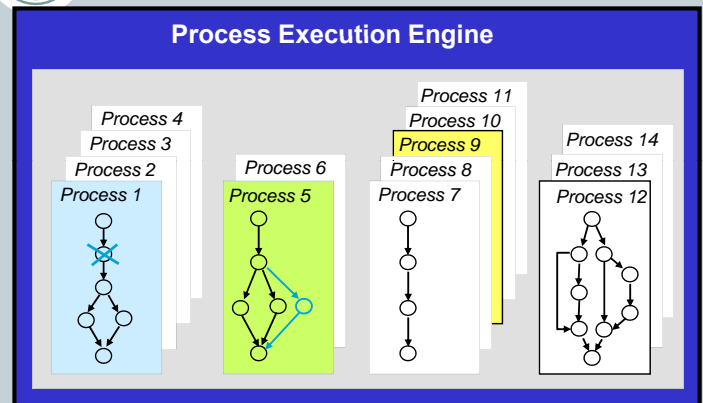 Process Execution Engine
Process 4
Process 3
Process 2
Process 1
Process 6
Process 5
Process 11
Process 10
Process 9
Process 8
Process 7
Process 14
Process 13
Process 12